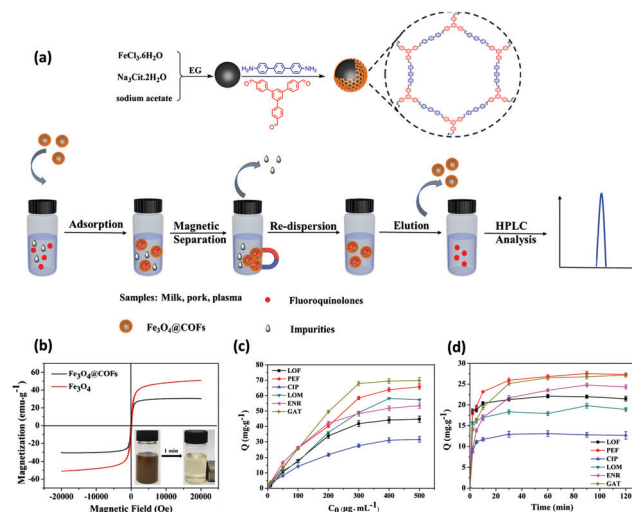 (a)
FeCl3.6H2O
Na3Cit.2H2O
sodium acetate
EG
H2N
NH2
Adsorption
Magnetic
Separation
Re-dispersion
Elution
HPLC
Analysis
Samples: Milk, pork, plasma
Fluoroquinolones
Fe3O4@COFs
Impurities
(b)
Fe3O4@COFs
Fe3O4
Magnetization (emu·g-1)
60
40
20
0
-20
-40
-60
1 min
-20000 -10000 0 10000 20000
Magnetic Field (Oe)
(c)
LOF
PEF
CIP
LOM
ENR
GAT
Q (mg.g-1)
80
70
60
50
40
30
20
10
0
0 100 200 300 400 500
C0 (μg.mL-1)
(d)
Q (mg.g-1)
30
25
20
15
10
5
0
LOF
PEF
CIP
LOM
ENR
GAT
0 20 40 60 80 100 120
Time (min)